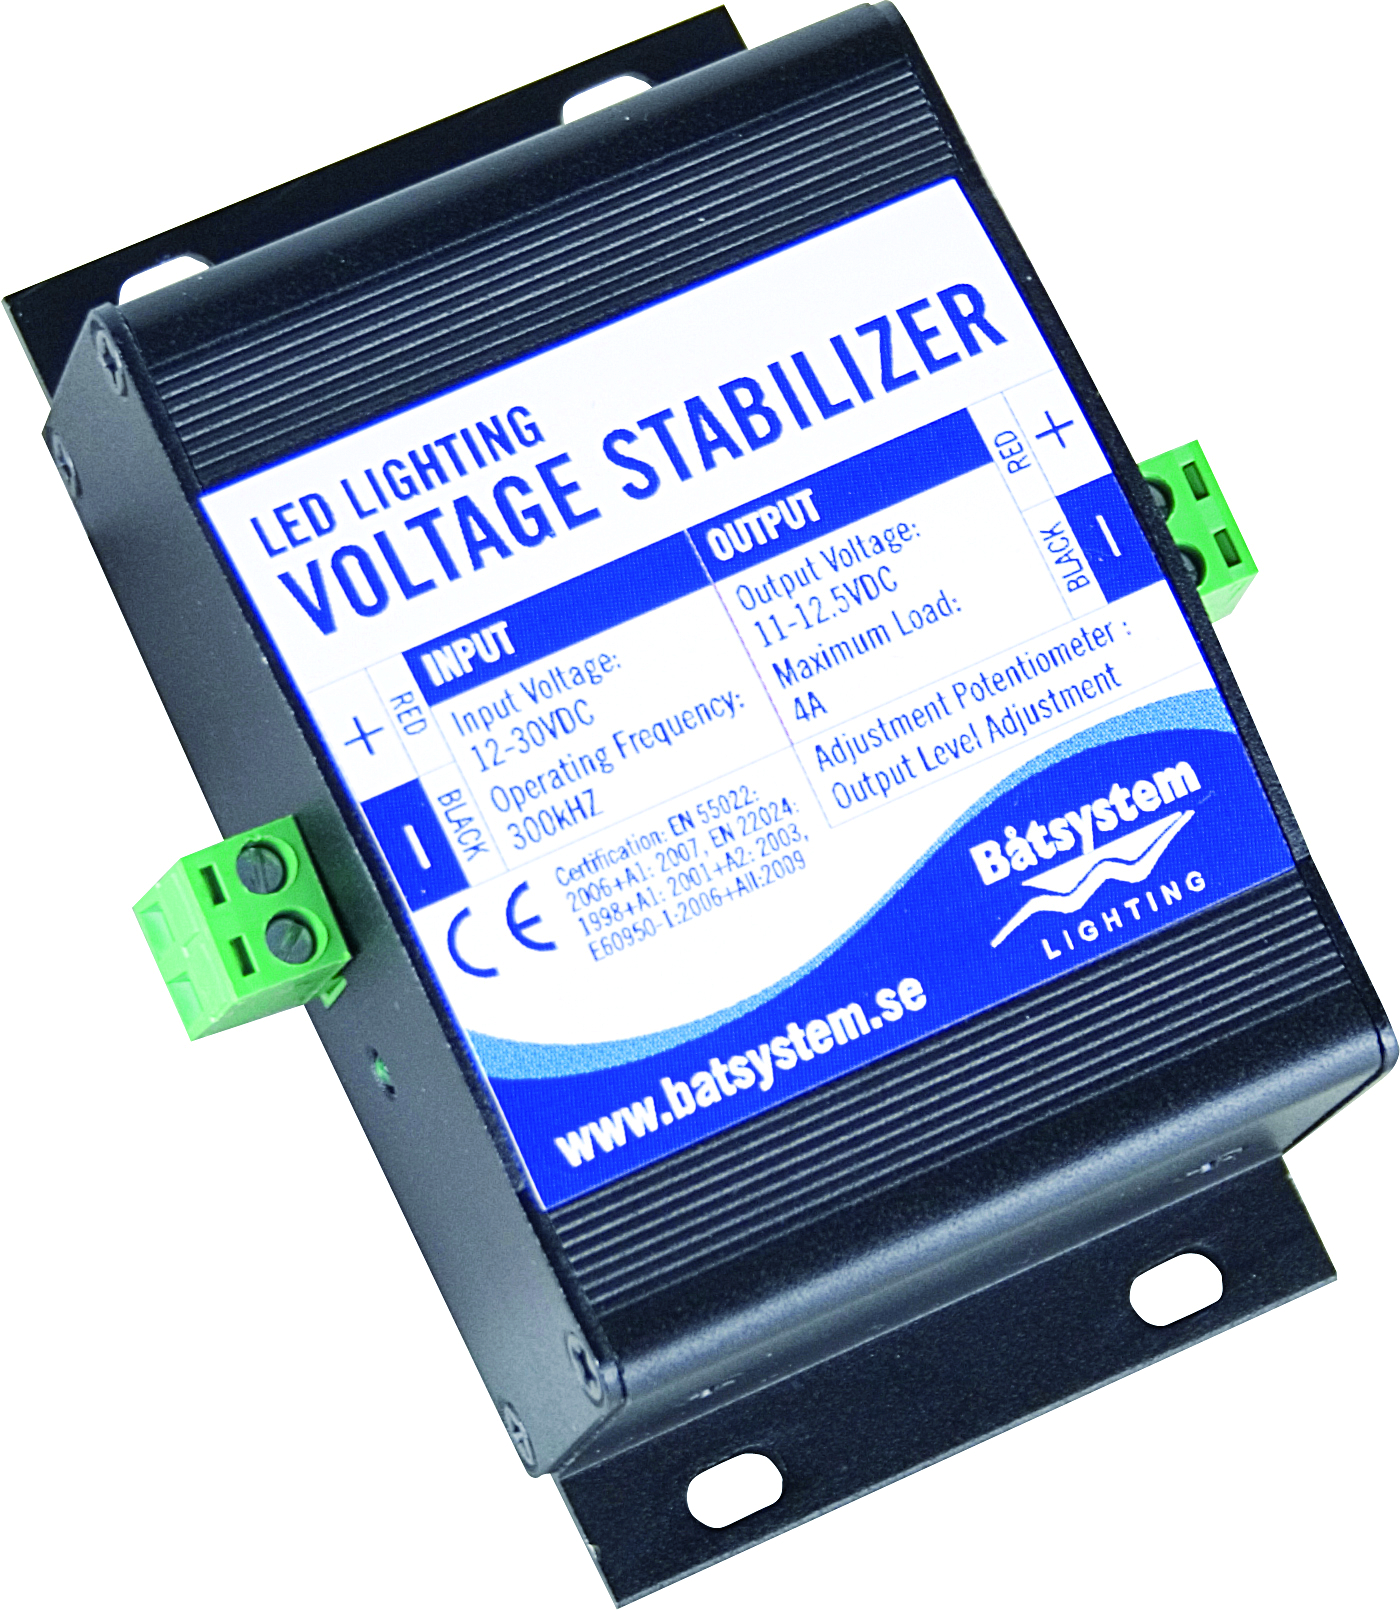 LED LIGHTING
VOLTAGE STABILIZER
INPUT
+
RED
−
BLACK
Input Voltage:
12-30VDC
Operating Frequency:
300kHZ
OUTPUT
Output Voltage:
11-12.5VDC
Maximum Load:
4A
RED
+
BLACK
−
Adjustment Potentiometer :
Output Level Adjustment
CE
Certification: EN 55022:
2006+A1: 2007, EN 22024:
1998+A1: 2001+A2: 2003,
E60950-1:2006+AII:2009
Båtsystem
LIGHTING
www.batsystem.se